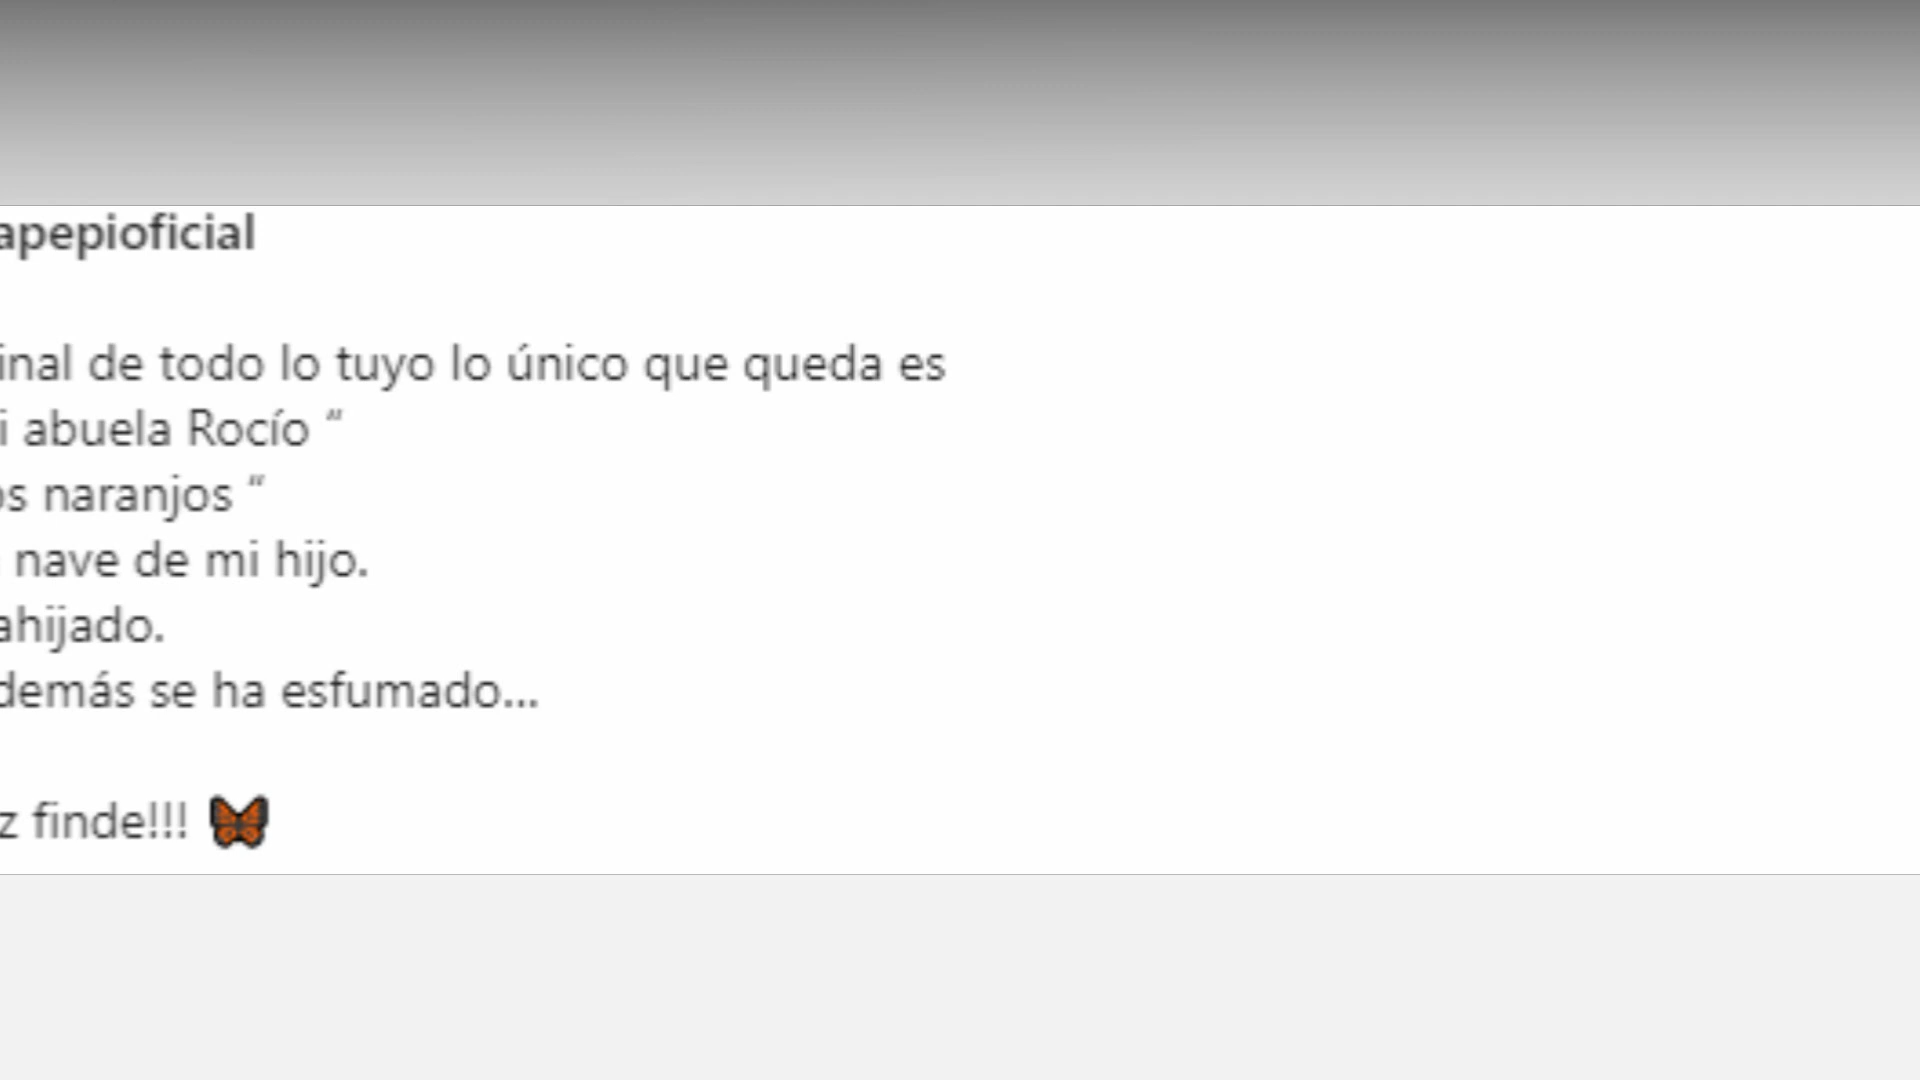 apepioficial
inal de todo lo tuyo lo único que queda es
i abuela Rocío “
os naranjos “
nave de mi hijo.
ahijado.
demás se ha esfumado...
z finde!!! 🦋